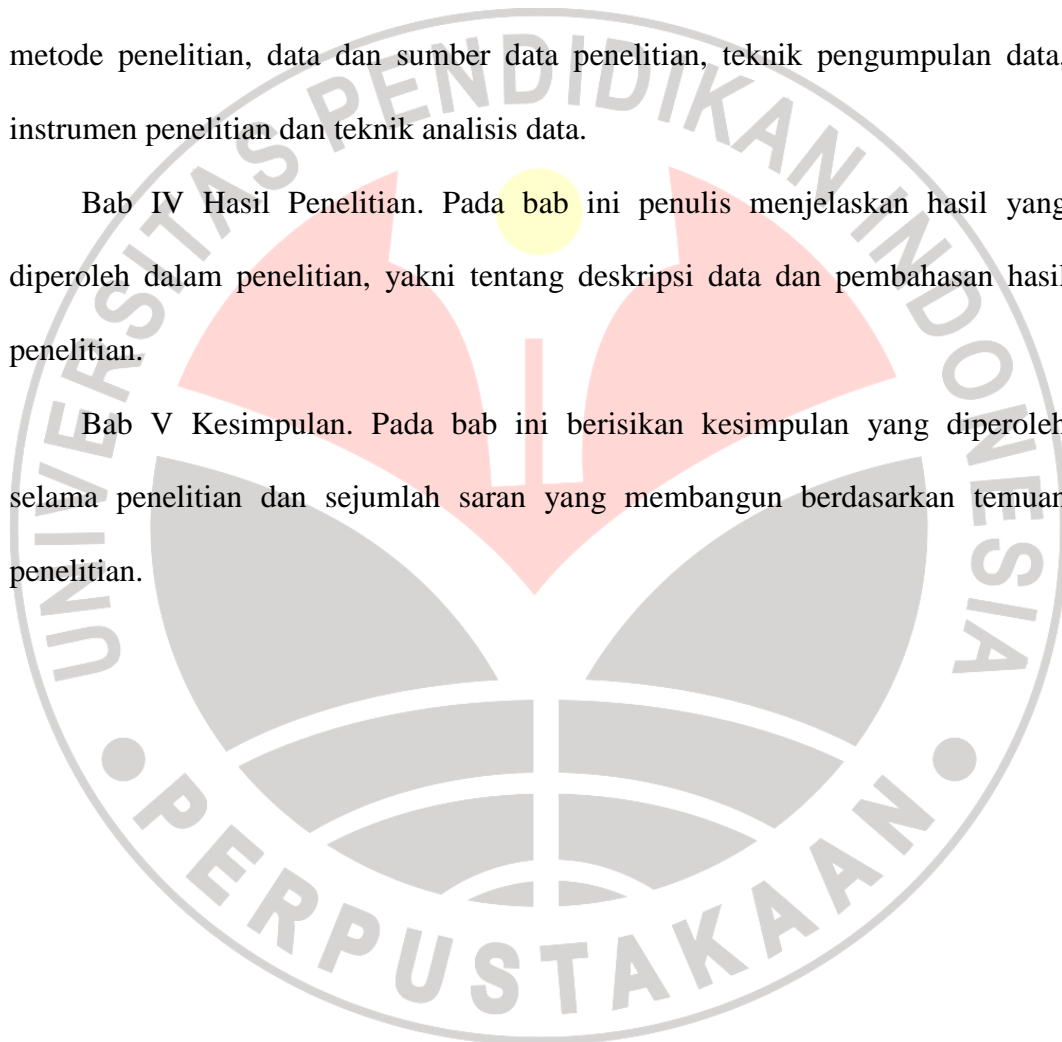 metode penelitian, data dan sumber data penelitian, teknik pengumpulan data,
instrumen penelitian dan teknik analisis data.
Bab IV Hasil Penelitian. Pada bab ini penulis menjelaskan hasil yang
diperoleh dalam penelitian, yakni tentang deskripsi data dan pembahasan hasil
penelitian.
Bab V Kesimpulan. Pada bab ini berisikan kesimpulan yang diperoleh
selama penelitian dan sejumlah saran yang membangun berdasarkan temuan
penelitian.
UNIVERSITAS PENDIDIKAN INDONESIA
PERPUSTAKAAN